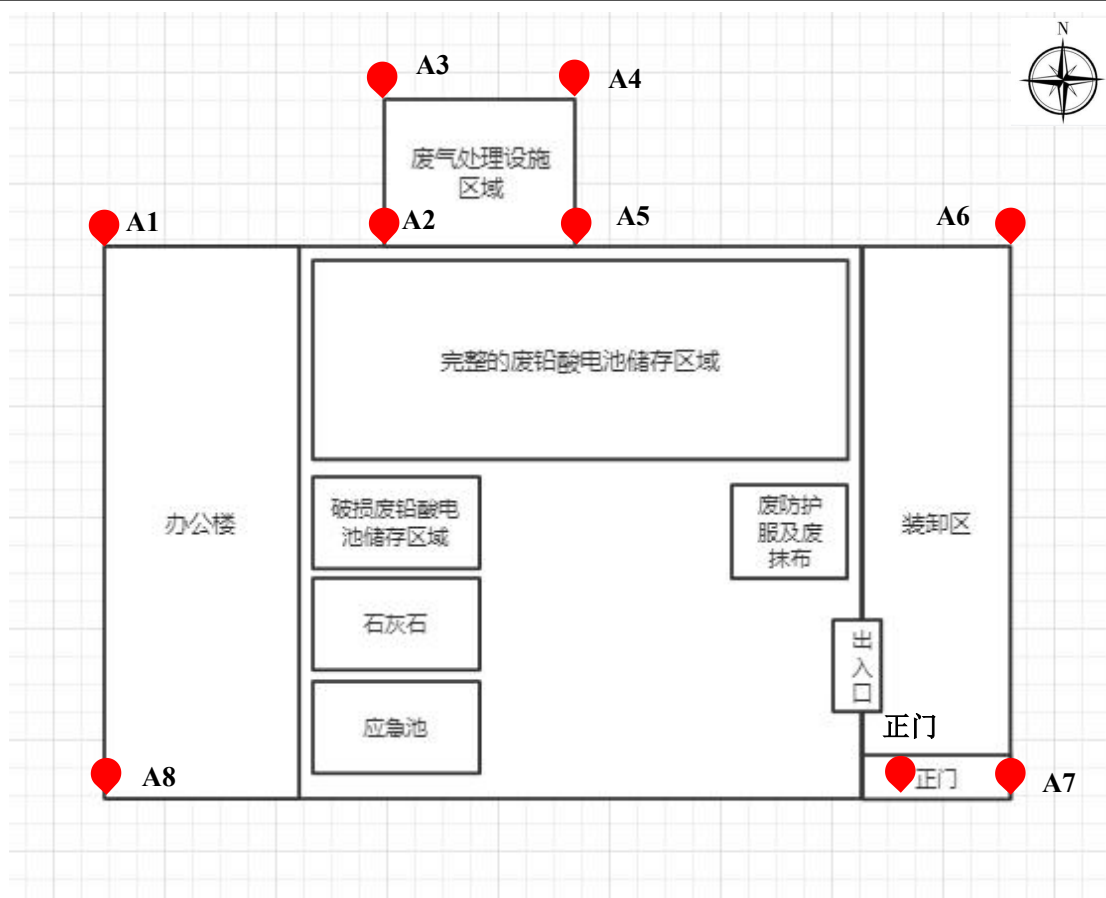 N
A3
A4
废气处理设施
区域
A1
A2
A5
A6
完整的废铅酸电池储存区域
办公楼
破损废铅酸电
池储存区域
废防护
服及废
抹布
装卸区
石灰石
出
入
口
应急池
正门
A8
正门
A7